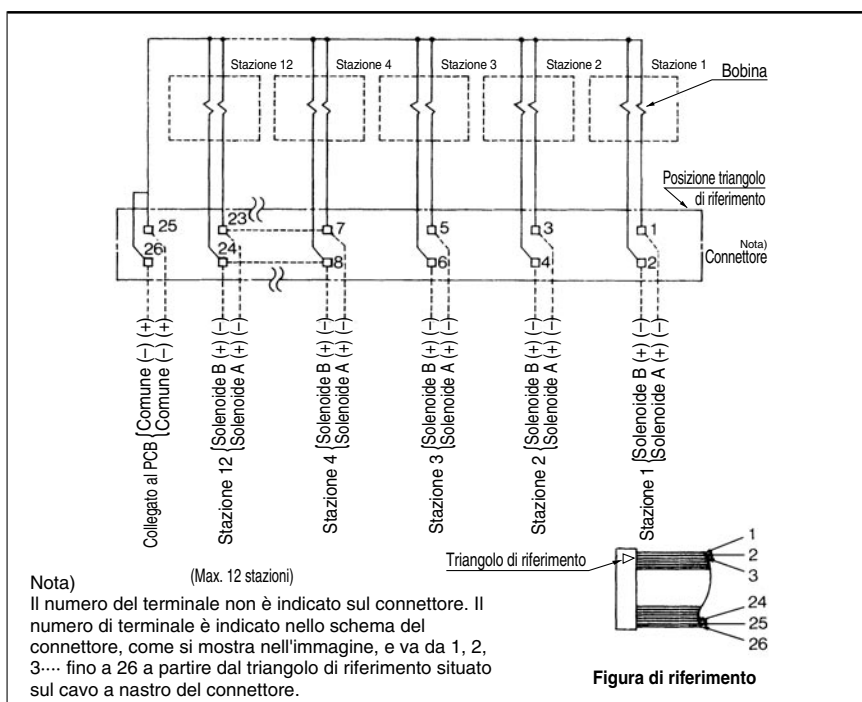 Stazione 12
Stazione 4
Stazione 3
Stazione 2
Stazione 1
Bobina
Posizione triangolo
di riferimento
25
23
7
5
3
1
26
24
8
6
4
2
Nota)
Connettore
Collegato al PCB {Comune (−) (+)
Comune (−) (+)
Stazione 12 {Solenoide B (+) (−)
Solenoide A (+) (−)
Stazione 4 {Solenoide B (+) (−)
Solenoide A (+) (−)
Stazione 3 {Solenoide B (+) (−)
Solenoide A (+) (−)
Stazione 2 {Solenoide B (+) (−)
Solenoide A (+) (−)
Stazione 1 {Solenoide B (+) (−)
Solenoide A (+) (−)
(Max. 12 stazioni)
Nota)
Il numero del terminale non è indicato sul connettore. Il
numero di terminale è indicato nello schema del
connettore, come si mostra nell'immagine, e va da 1, 2,
3···· fino a 26 a partire dal triangolo di riferimento situato
sul cavo a nastro del connettore.
Triangolo di riferimento
1
2
3
24
25
26
Figura di riferimento